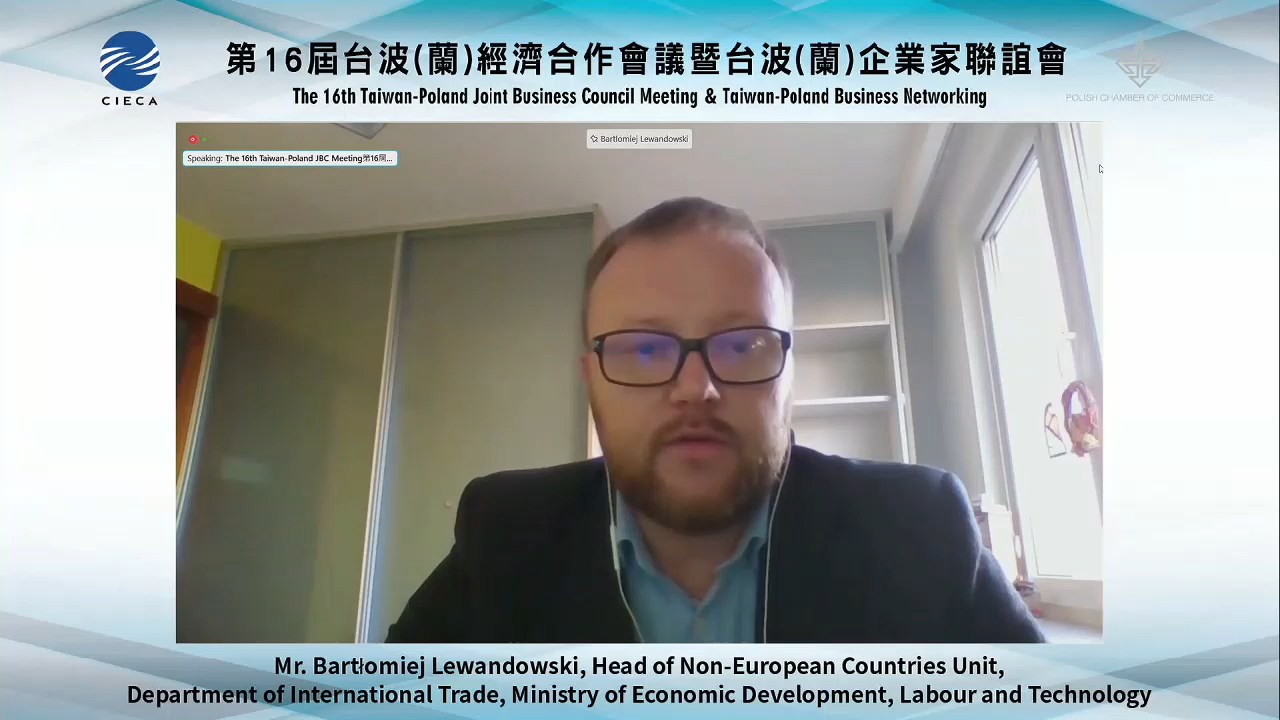 CIECA
第16屆台波(蘭)經濟合作會議暨台波(蘭)企業家聯誼會
The 16th Taiwan-Poland Joint Business Council Meeting & Taiwan-Poland Business Networking
POLISH CHAMBER OF COMMERCE
Bartlomiej Lewandowski
Speaking: The 16th Taiwan-Poland JBC Meeting第16屆...
Mr. Bartłomiej Lewandowski, Head of Non-European Countries Unit,
Department of International Trade, Ministry of Economic Development, Labour and Technology